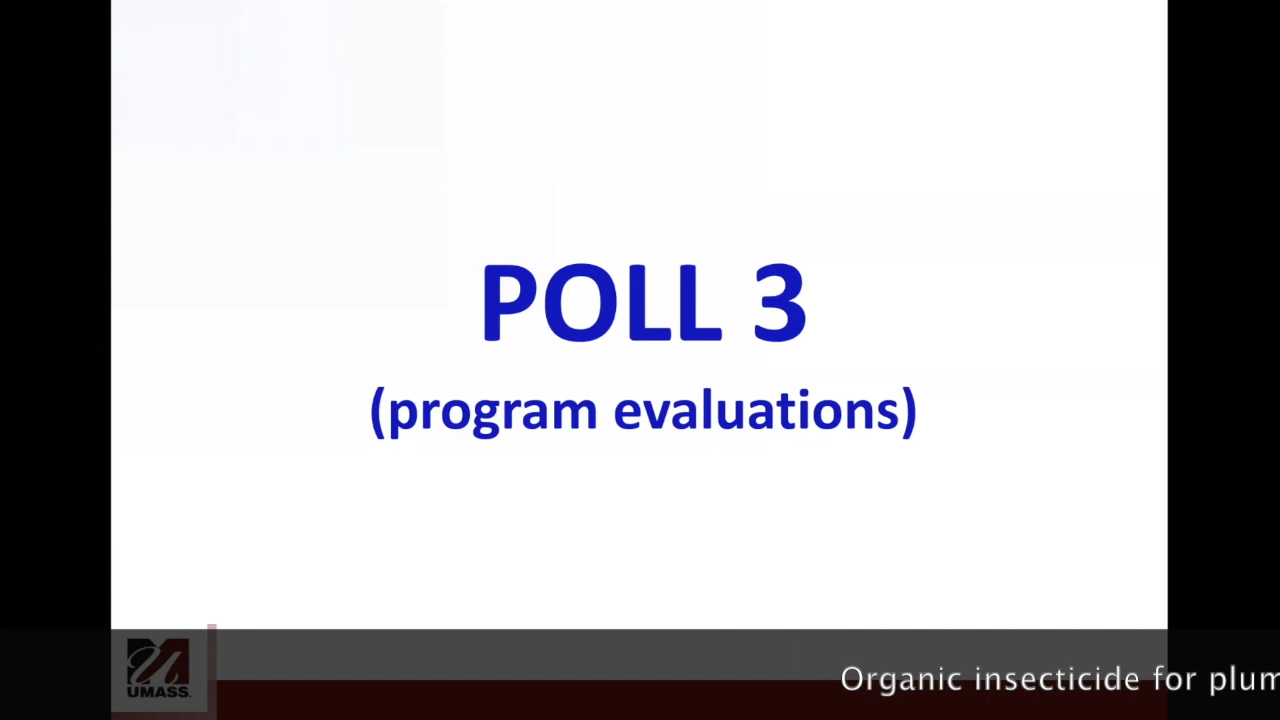 POLL 3
(program evaluations)
UMASS.
Organic insecticide for plum